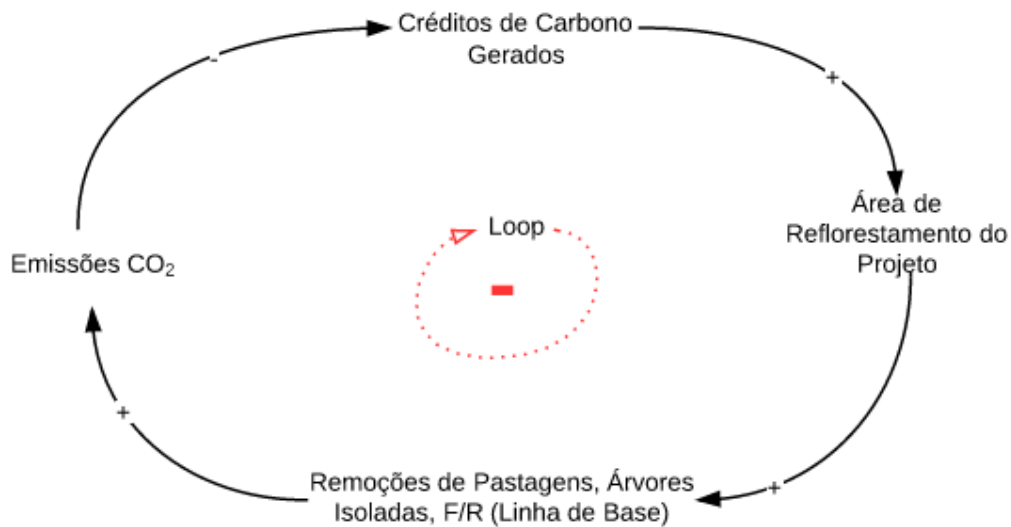 Créditos de Carbono
Gerados
-
+
Área de
Reflorestamento do
Projeto
Loop
Emissões CO₂
+
+
Remoções de Pastagens, Árvores
Isoladas, F/R (Linha de Base)